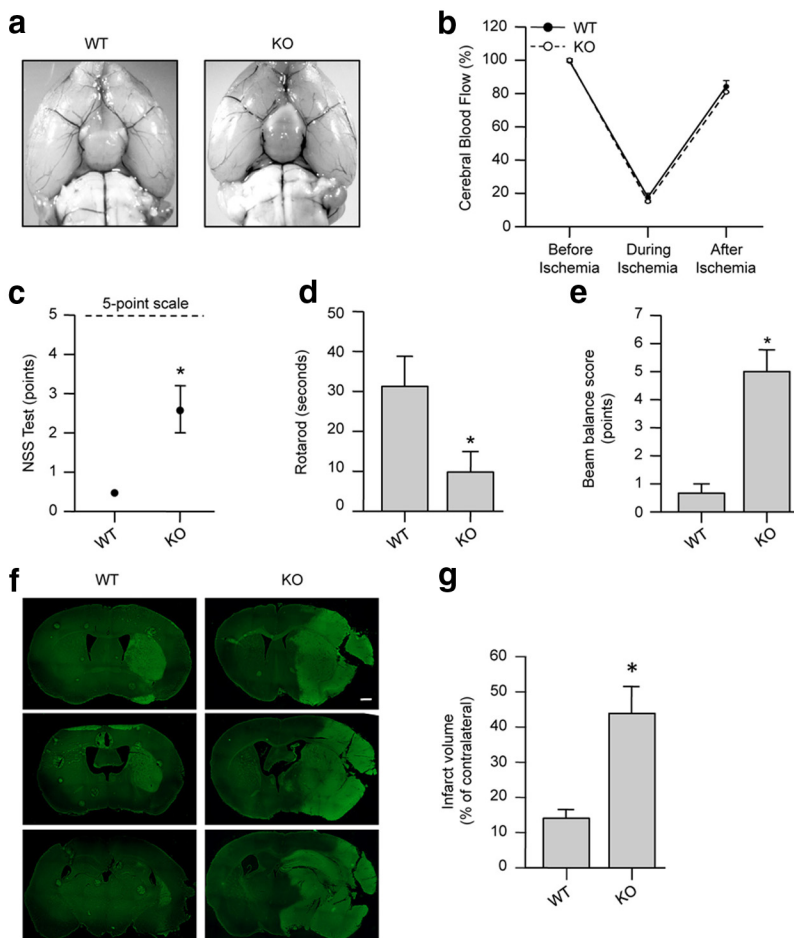 a
WT
KO
b
WT
KO
120
100
80
60
40
20
0
Cerebral Blood Flow (%)
Before
Ischemia
During
Ischemia
After
Ischemia
c
5-point scale
5
4
3
2
1
0
NSS Test (points)
*
WT
KO
d
50
40
30
20
10
0
Rotarod (seconds)
*
WT
KO
e
7
6
5
4
3
2
1
0
Beam balance score
(points)
*
WT
KO
f
WT
KO
g
60
50
40
30
20
10
0
Infarct volume
(% of contralateral)
*
WT
KO